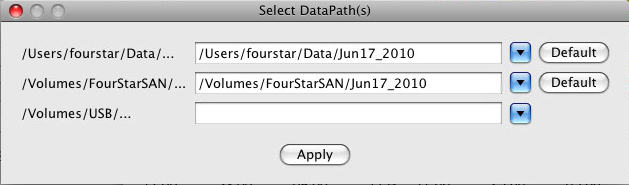 Select DataPath(s)
/Users/fourstar/Data/... /Users/fourstar/Data/Jun17_2010 Default
/Volumes/FourStarSAN/... /Volumes/FourStarSAN/Jun17_2010 Default
/Volumes/USB/...
Apply